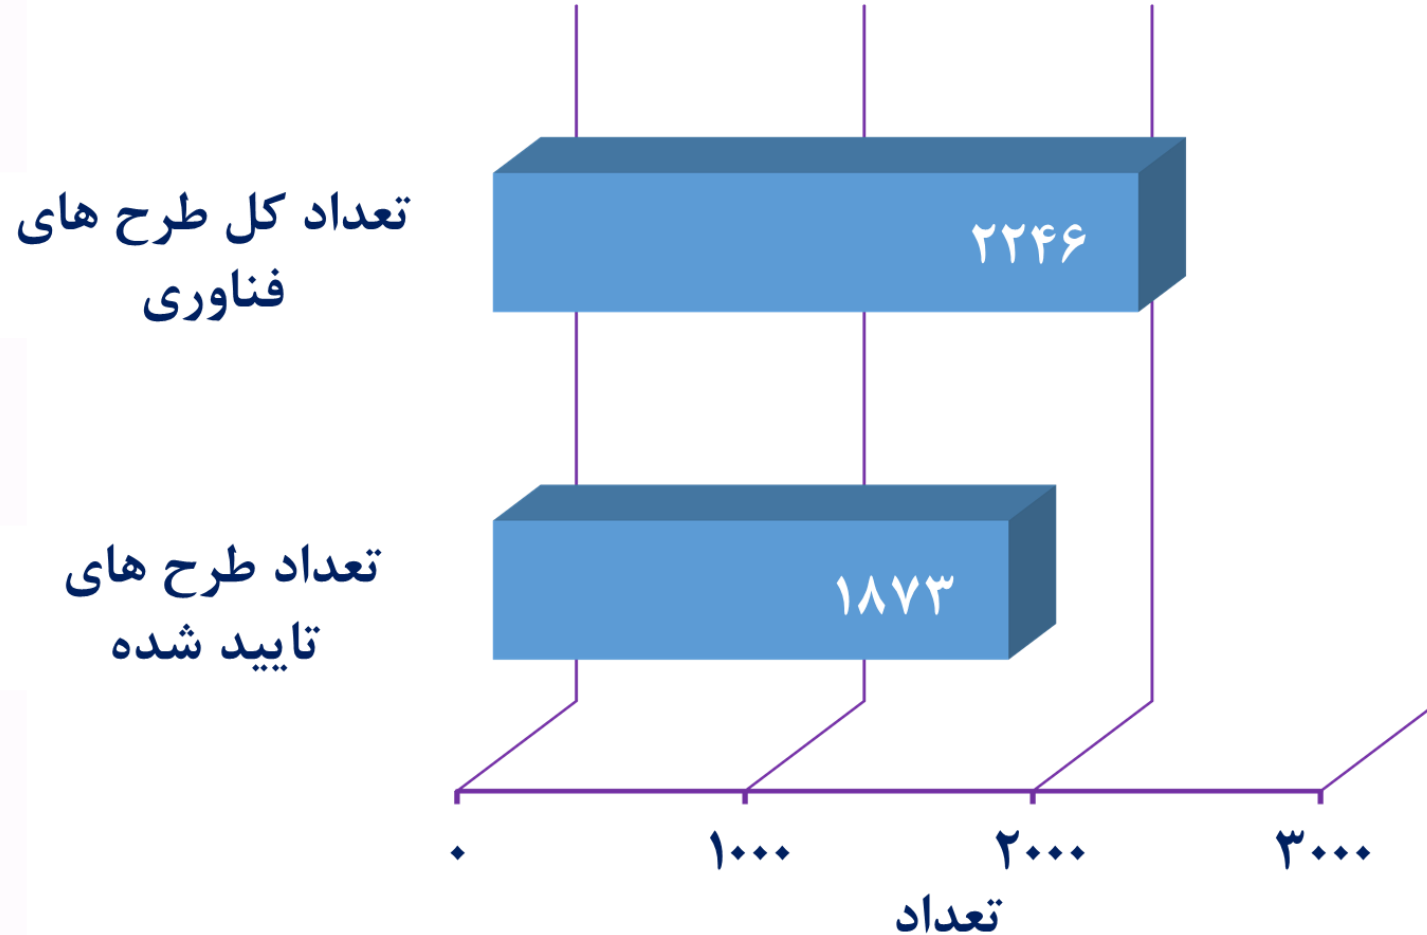 تعداد کل طرح های
فناوری
۲۲۴۶
تعداد طرح های
تایید شده
۱۸۷۳
۰ ۱۰۰۰ ۲۰۰۰ ۳۰۰۰
تعداد